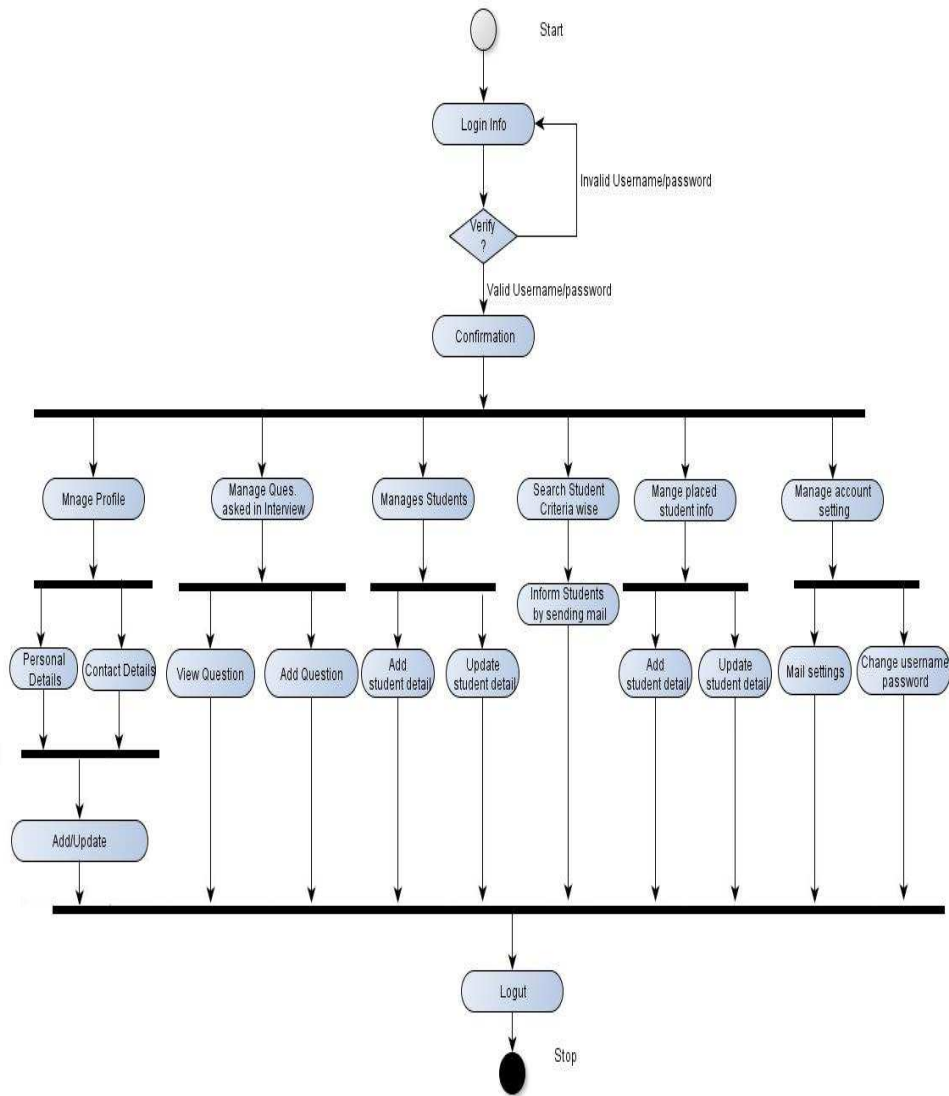 Start
Login Info
Invalid Username/password
Verify
?
Valid Username/password
Confirmation
Mnage Profile
Manage Ques.
asked in Interview
Manages Students
Search Student
Criteria wise
Mange placed
student info
Manage account
setting
Inform Students
by sending mail
Personal
Details
Contact Details
View Question
Add Question
Add
student detail
Update
student detail
Add
student detail
Update
student detail
Mail settings
Change username
password
Add/Update
Logut
Stop